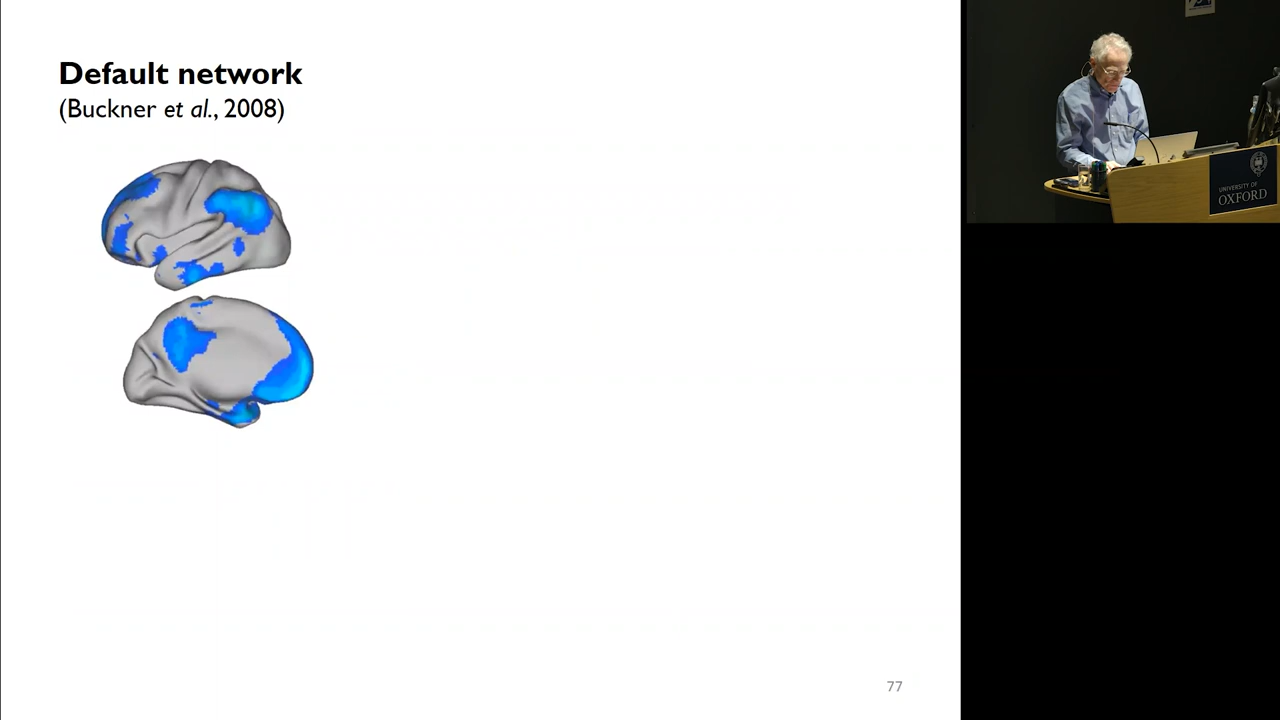 Default network
(Buckner et al., 2008)
77
UNIVERSITY OF
OXFORD